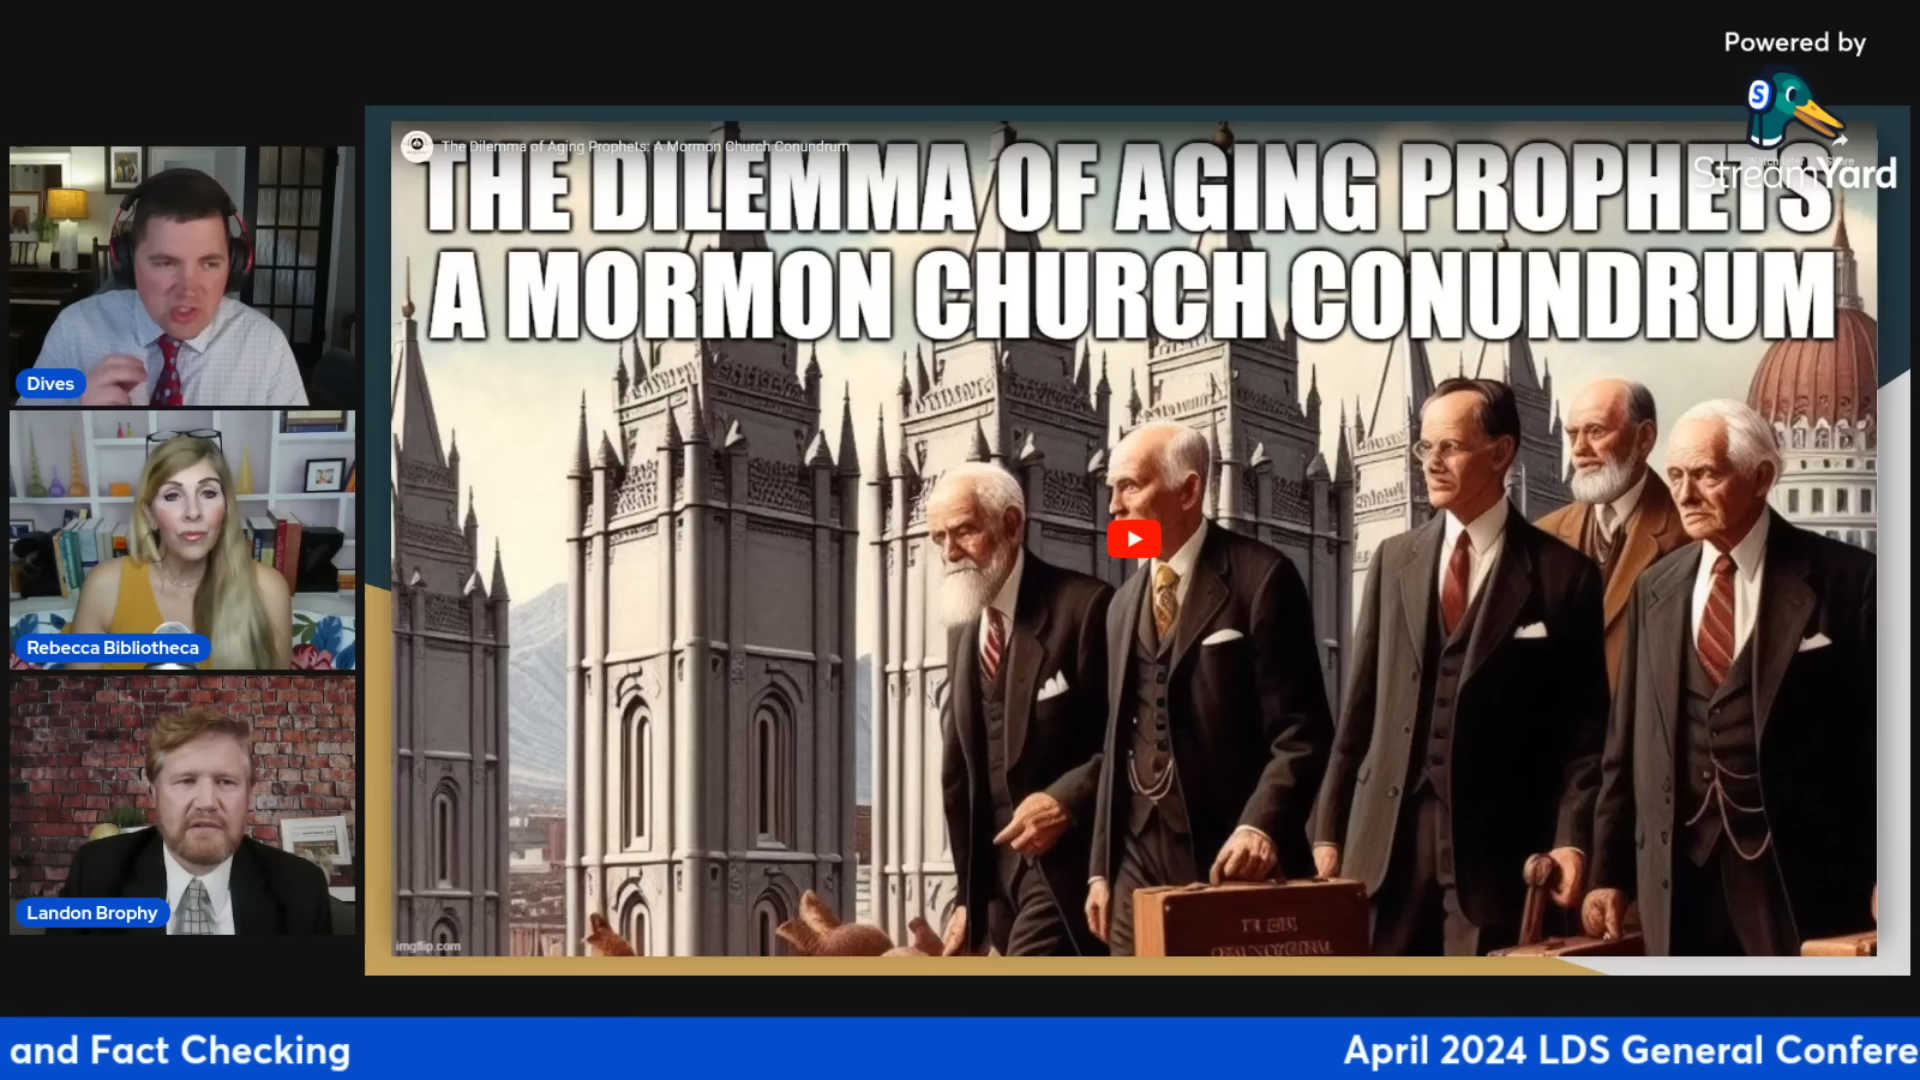 Powered by
S
StreamYard
The Dilemma of Aging Prophets: A Mormon Church Conundrum
THE DILEMMA OF AGING PROPHETS
A MORMON CHURCH CONUNDRUM
Dives
Rebecca Bibliotheca
Landon Brophy
imgflip.com
and Fact Checking
April 2024 LDS General Confere